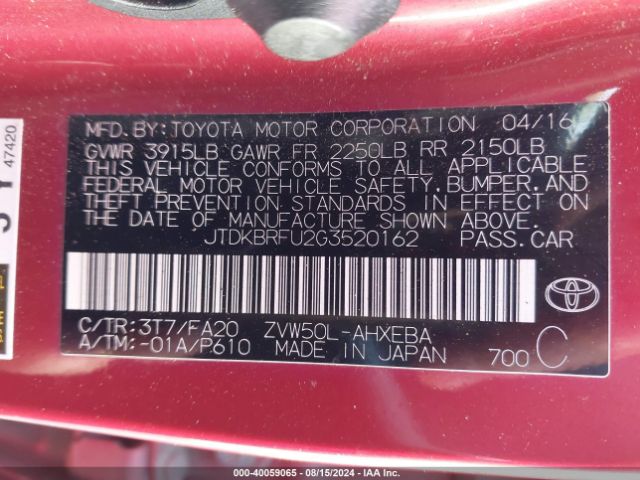 MFD.BY:TOYOTA MOTOR CORPORATION 04/16
GVWR 3915LB GAWR FR 2250LB RR 2150LB
THIS VEHICLE CONFORMS TO ALL APPLICABLE
FEDERAL MOTOR VEHICLE SAFETY,BUMPER,AND
THEFT PREVENTION STANDARDS IN EFFECT ON
THE DATE OF MANUFACTURE SHOWN ABOVE.
JTDKBRFU2G3520162 PASS.CAR
C/TR:3T7/FA20 ZVW50L-AHXEBA
A/TM:-01A/P610 MADE IN JAPAN 700 C
47420
000-40059065 - 08/15/2024 - IAA Inc.